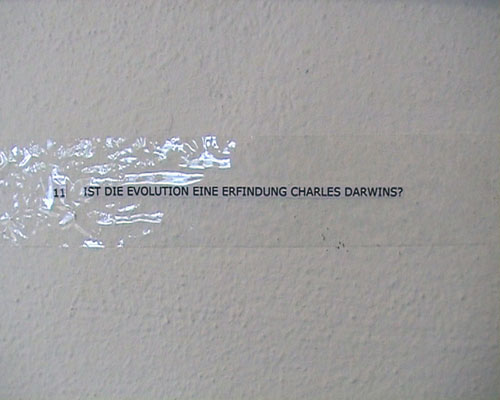 11 IST DIE EVOLUTION EINE ERFINDUNG CHARLES DARWINS?